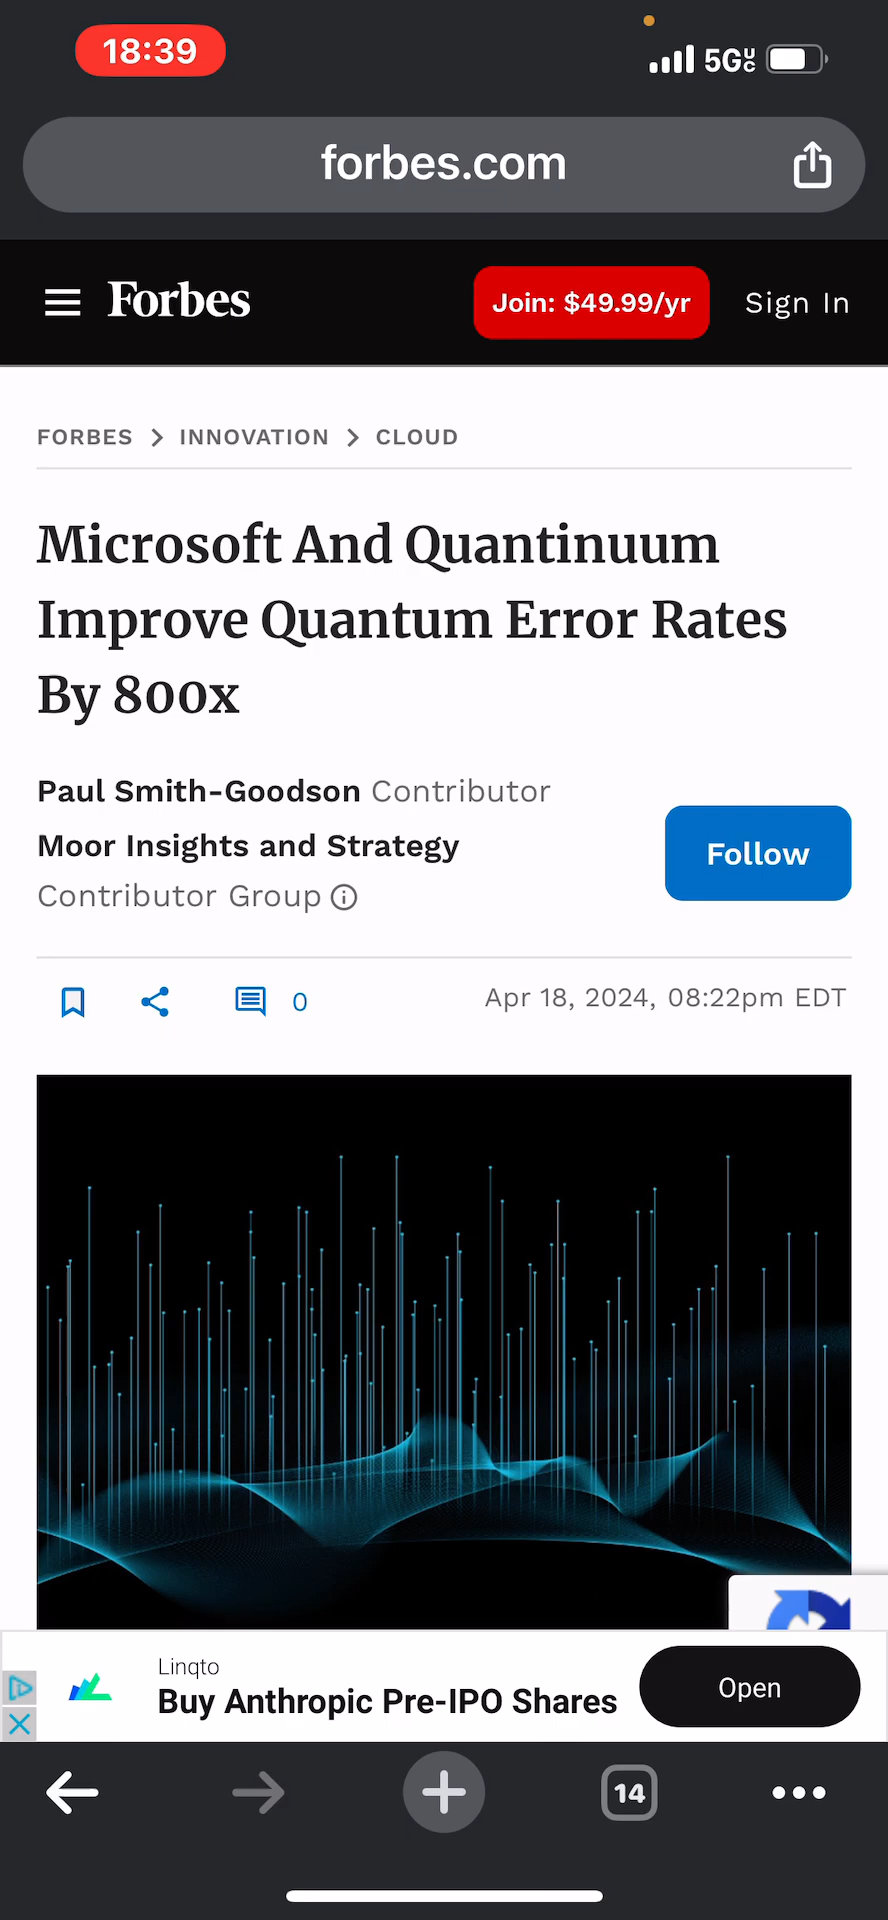 18:39
5GUC
forbes.com
Forbes
Join: $49.99/yr
Sign In
FORBES > INNOVATION > CLOUD
Microsoft And Quantinuum
Improve Quantum Error Rates
By 800x
Paul Smith-Goodson Contributor
Moor Insights and Strategy
Contributor Group
Follow
0
Apr 18, 2024, 08:22pm EDT
Linqto
Buy Anthropic Pre-IPO Shares
Open
14